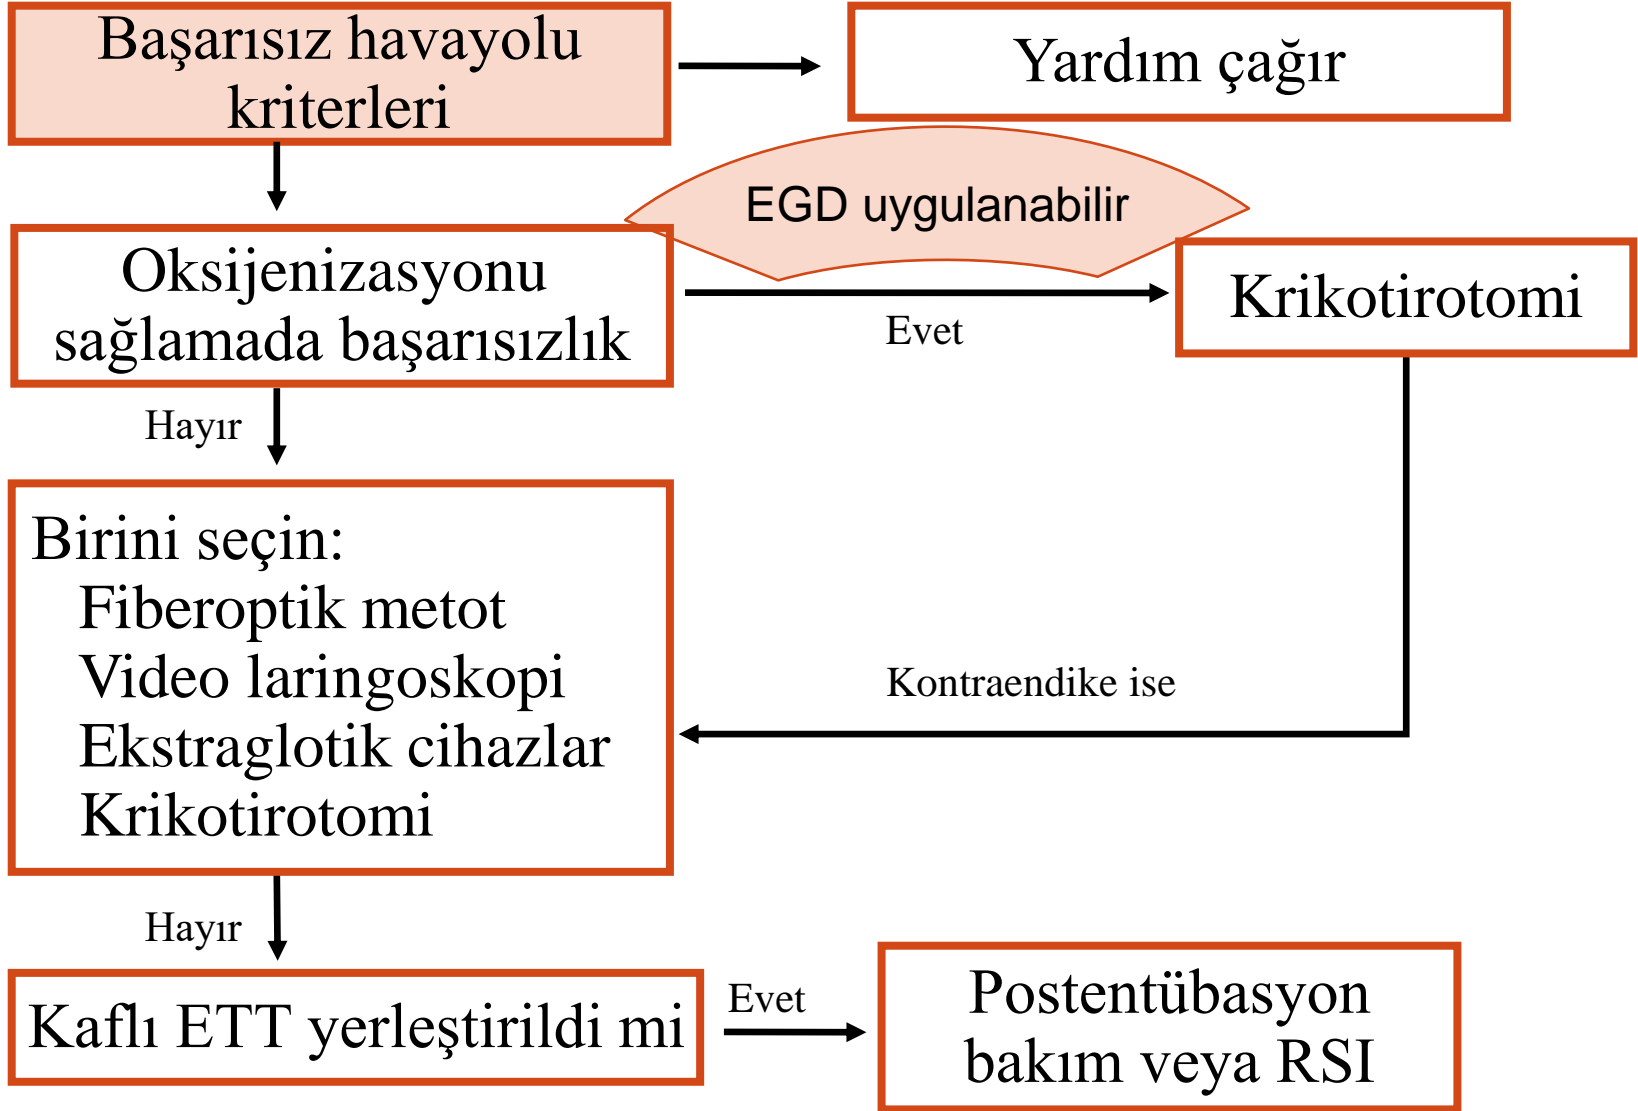 Başarısız havayolu
kriterleri
Yardım çağır
EGD uygulanabilir
Oksijenizasyonu
sağlamada başarısızlık
Evet
Krikotirotomi
Hayır
Birini seçin:
Fiberoptik metot
Video laringoskopi
Ekstraglotik cihazlar
Krikotirotomi
Kontraendike ise
Hayır
Kaflı ETT yerleştirildi mi
Evet
Postentübasyon
bakım veya RSI